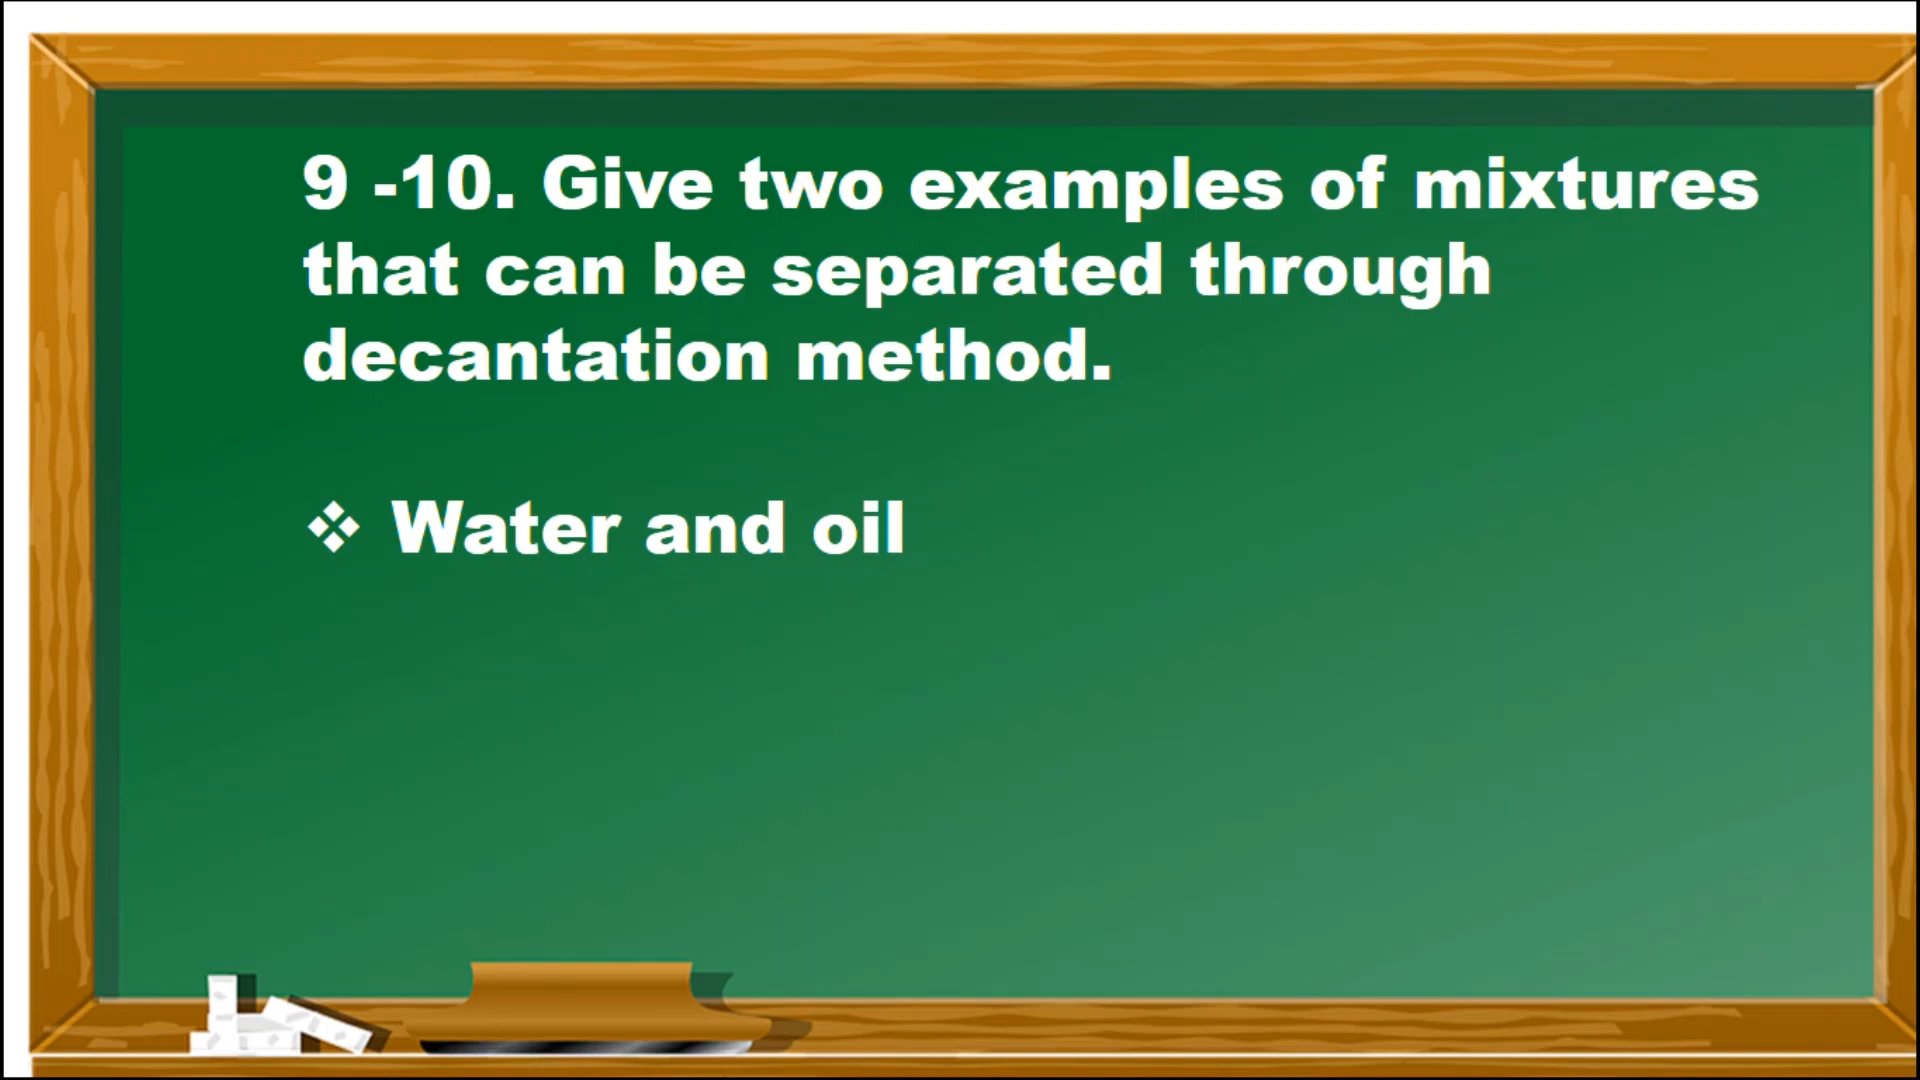 9 -10. Give two examples of mixtures
that can be separated through
decantation method.
❖ Water and oil